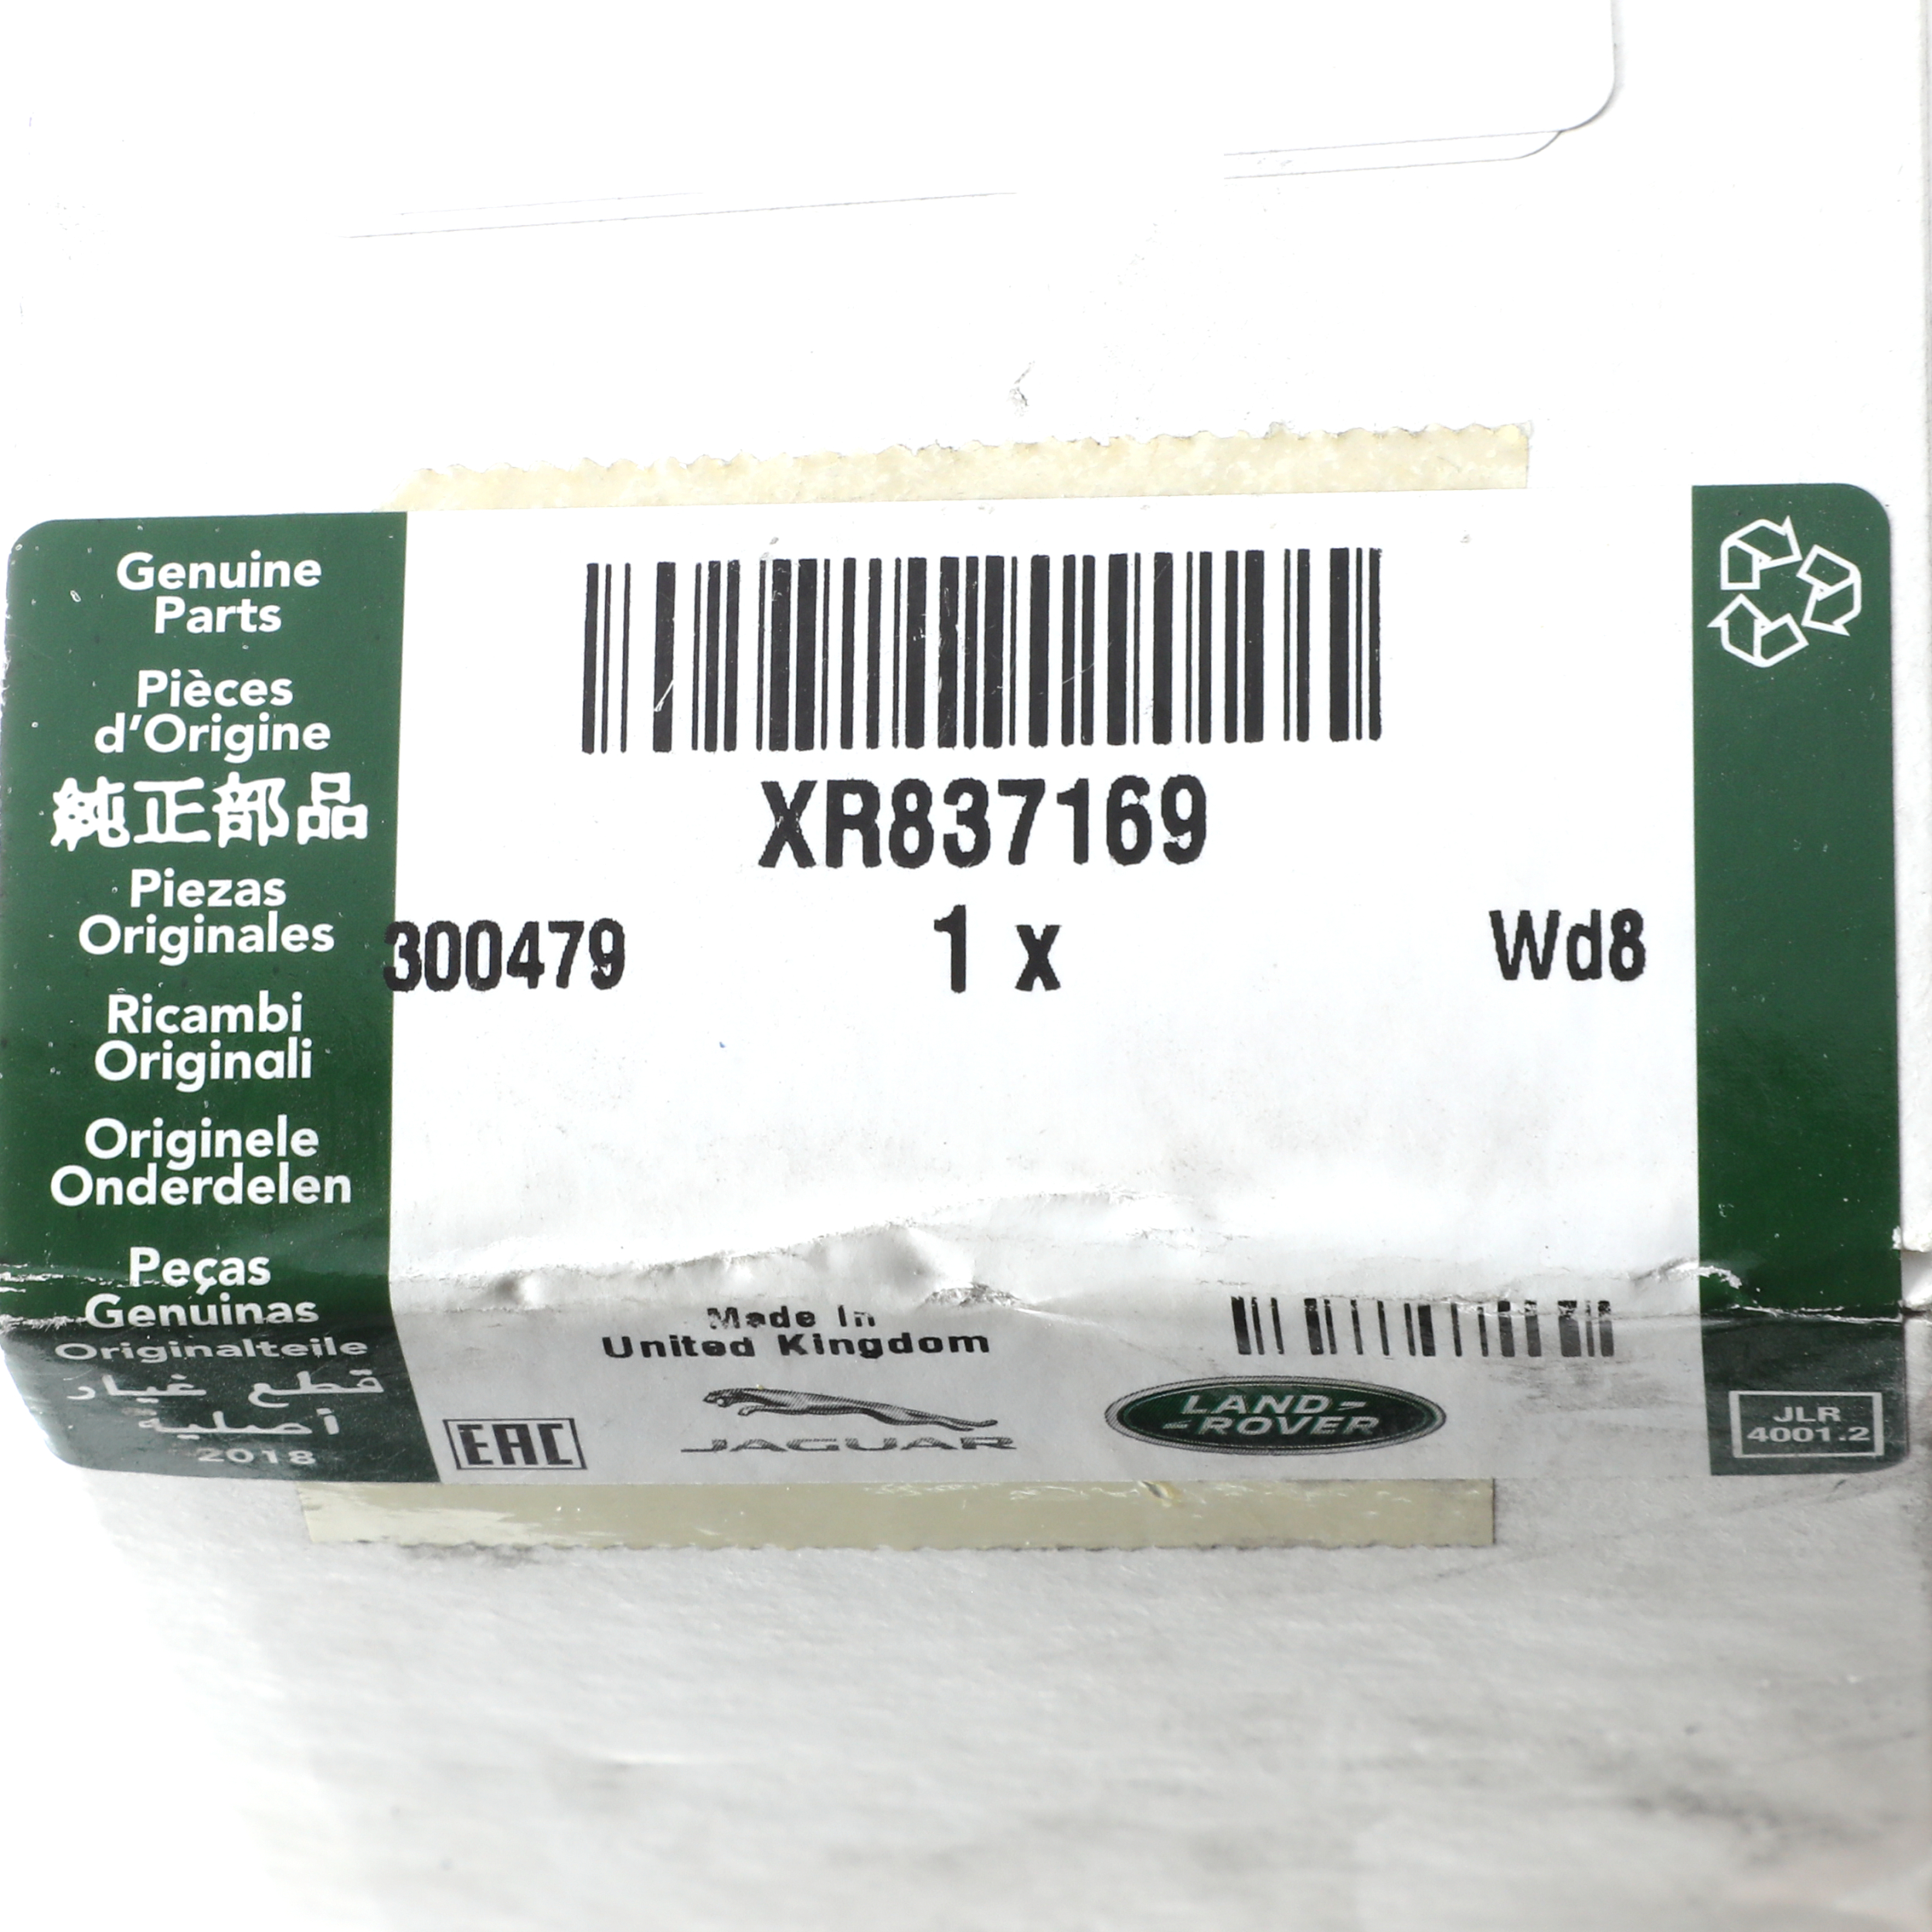 Genuine
Parts
Pièces
d'Origine
純正部品
Piezas
Originales
Ricambi
Originali
Originele
Onderdelen
Peças
Genuinas
Originalteile
قطع غيار
أصلية
2018
XR837169
300479 1 x Wd8
Made In
United Kingdom
EAC
JAGUAR
LAND-
-ROVER
JLR
4001.2